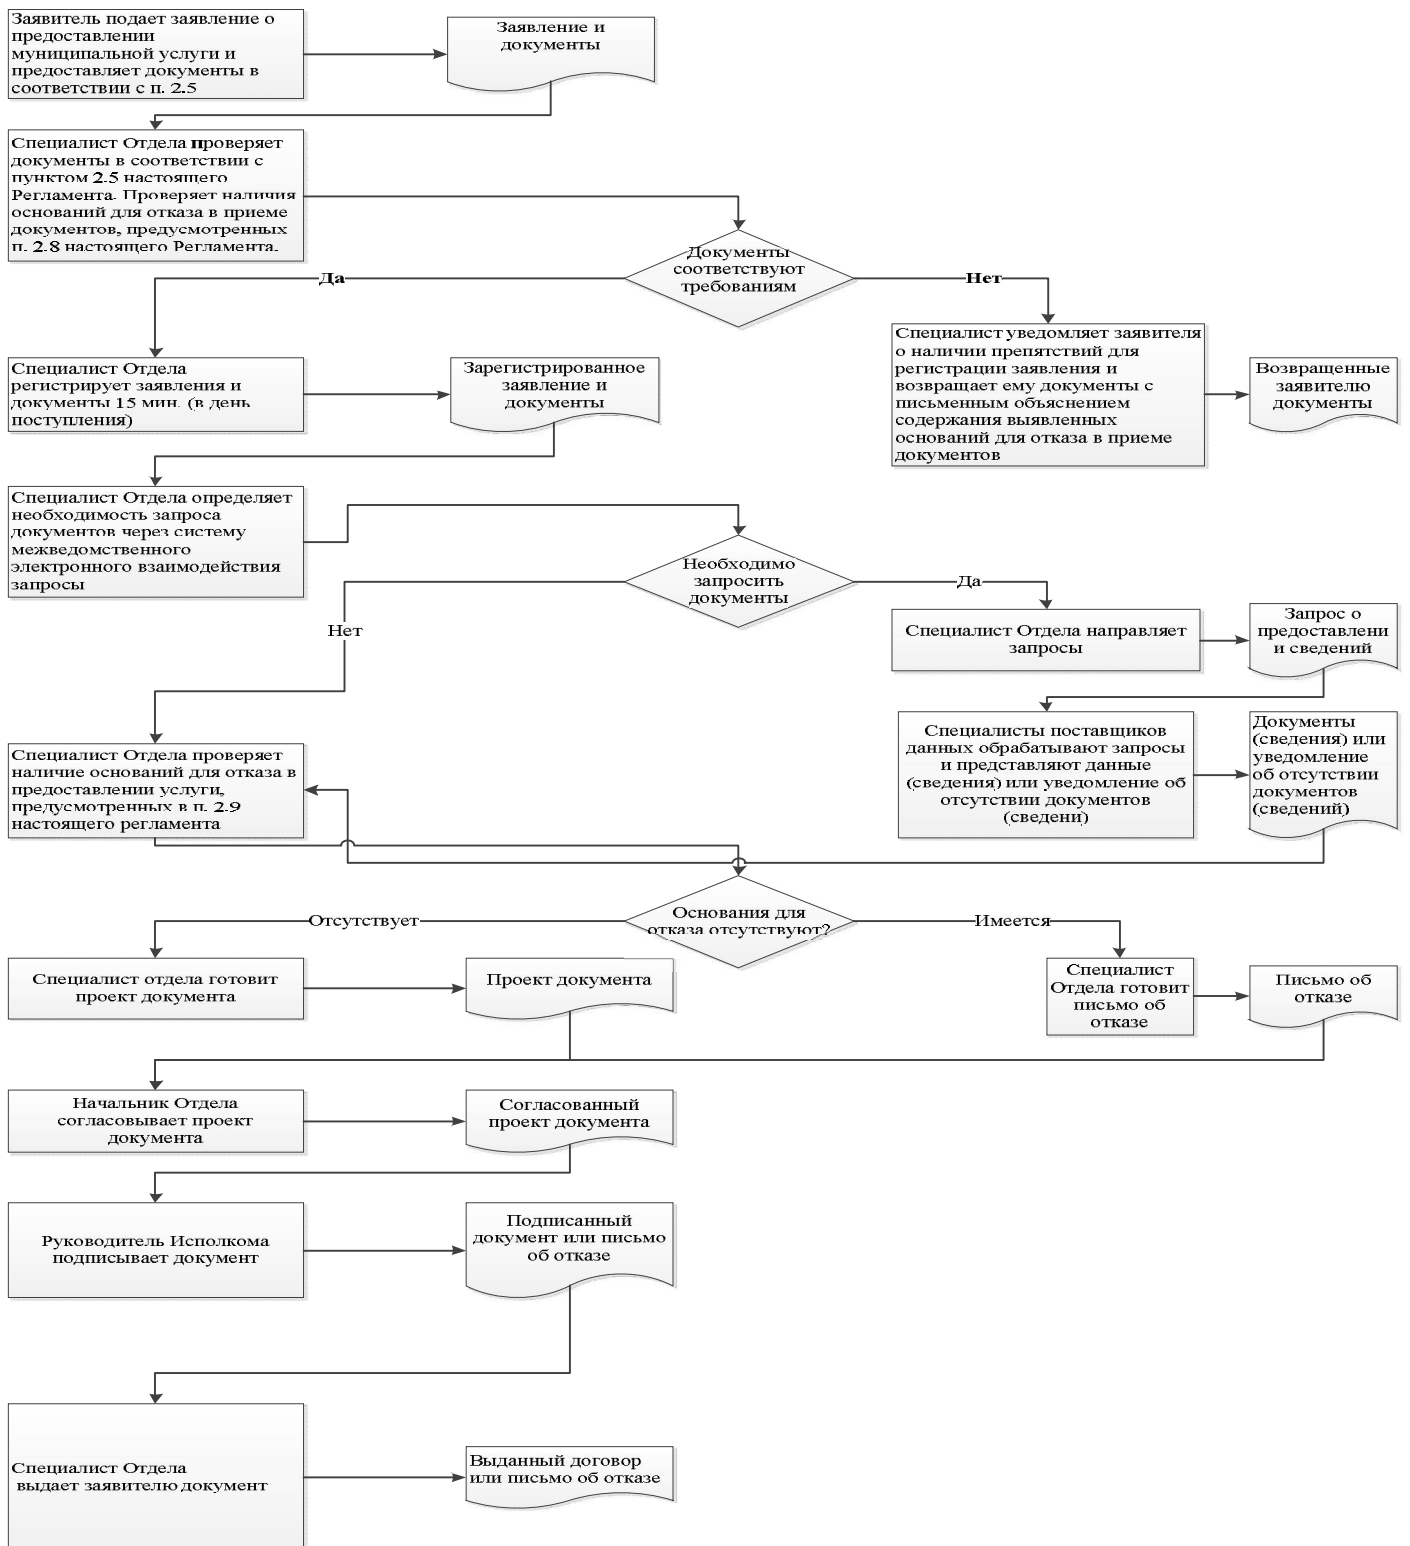 Заявитель подает заявление о
предоставлении
муниципальной услуги и
предоставляет документы в
соответствии с п. 2.5
Заявление и
документы
Специалист Отдела проверяет
документы в соответствии с
пунктом 2.5 настоящего
Регламента. Проверяет наличия
оснований для отказа в приеме
документов, предусмотренных
п. 2.8 настоящего Регламента.
Документы
соответствуют
требованиям
Да
Нет
Специалист Отдела
регистрирует заявления и
документы 15 мин. (в день
поступления)
Зарегистрированное
заявление и
документы
Специалист уведомляет заявителя
о наличии препятствий для
регистрации заявления и
возвращает ему документы с
письменным объяснением
содержания выявленных
оснований для отказа в приеме
документов
Возвращенные
заявителю
документы
Специалист Отдела определяет
необходимость запроса
документов через систему
межведомственного
электронного взаимодействия
запросы
Необходимо
запросить
документы
Да
Нет
Специалист Отдела направляет
запросы
Запрос о
предоставлени
и сведений
Специалисты поставщиков
данных обрабатывают запросы
и представляют данные
(сведения) или уведомление об
отсутствии документов
(сведени)
Документы
(сведения) или
уведомление
об отсутствии
документов
(сведений)
Специалист Отдела проверяет
наличие оснований для отказа в
предоставлении услуги,
предусмотренных в п. 2.9
настоящего регламента
Основания для
отказа отсутствуют?
Отсутствует
Имеется
Специалист отдела готовит
проект документа
Проект документа
Специалист
Отдела готовит
письмо об
отказе
Письмо об
отказе
Начальник Отдела
согласовывает проект
документа
Согласованный
проект документа
Руководитель Исполкома
подписывает документ
Подписанный
документ или письмо
об отказе
Специалист Отдела
выдает заявителю документ
Выданный договор
или письмо об отказе